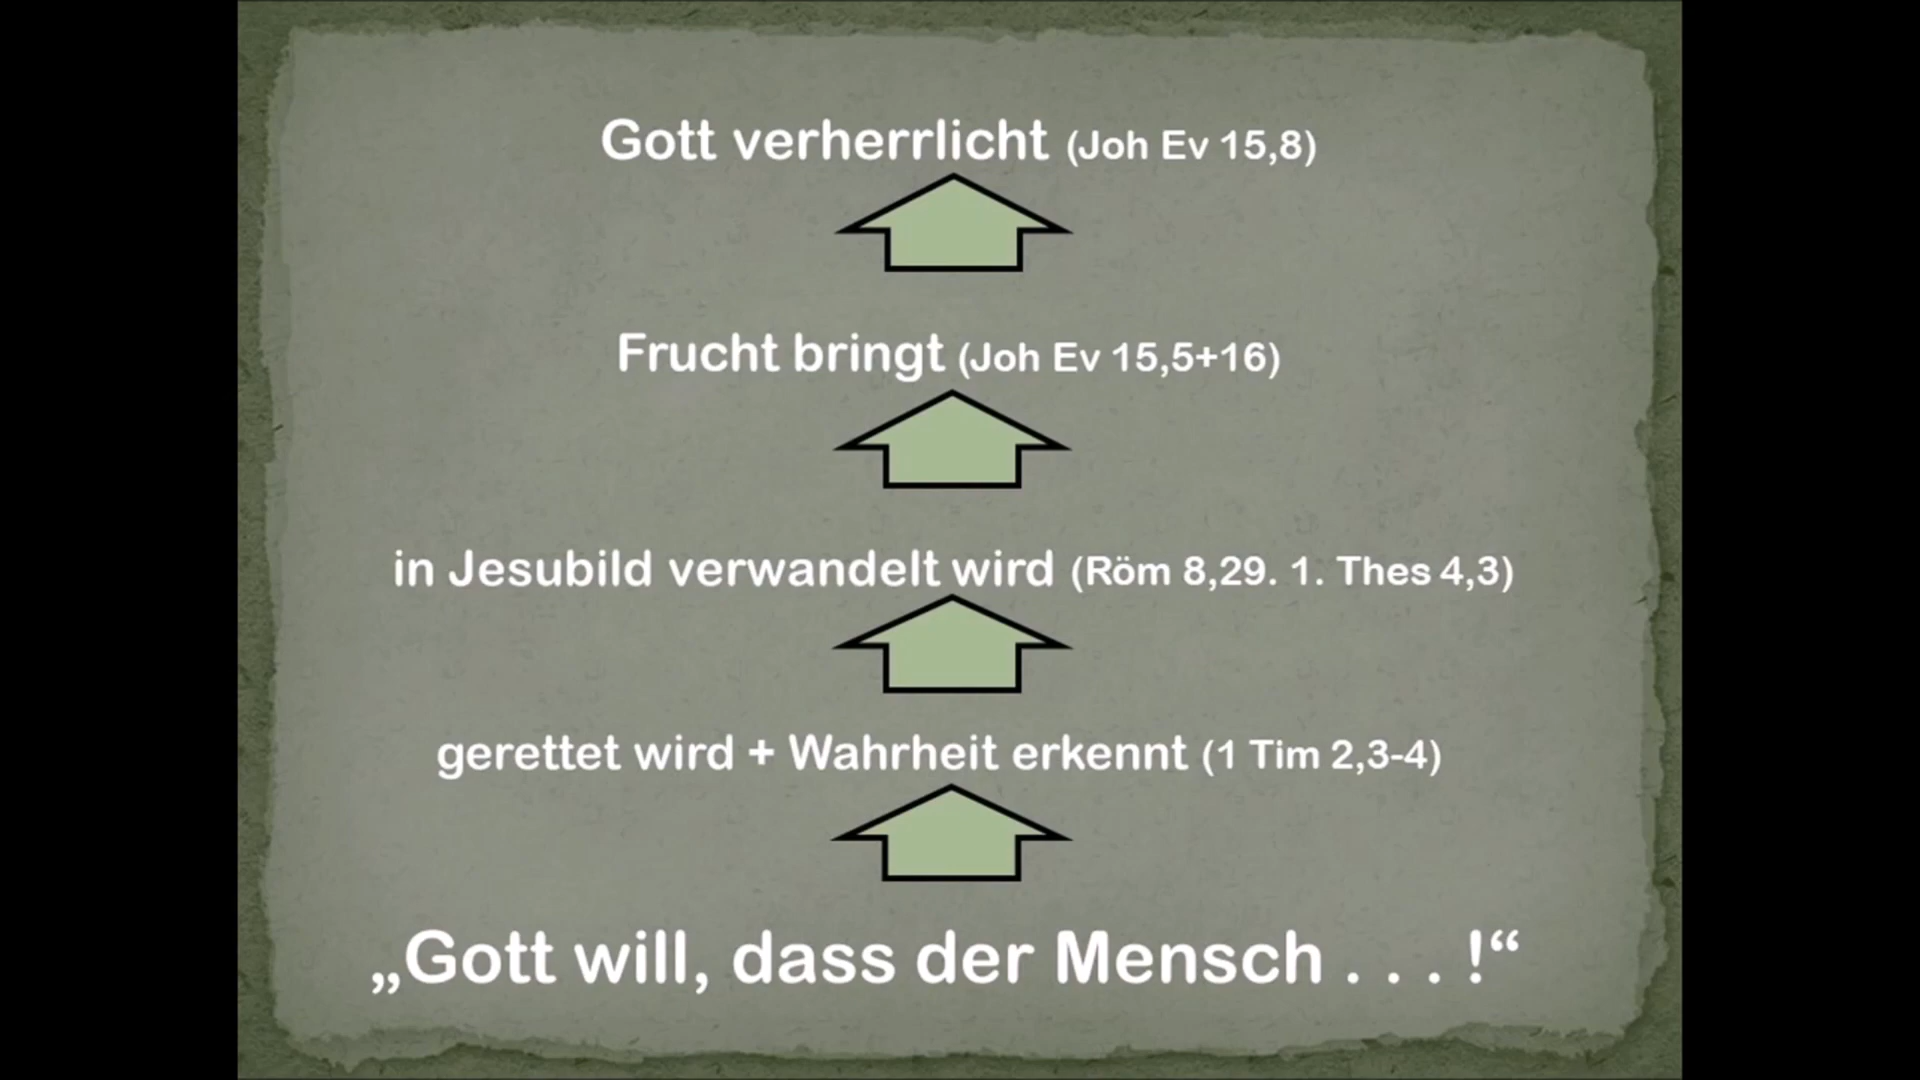 Gott verherrlicht (Joh Ev 15,8)
Frucht bringt (Joh Ev 15,5+16)
in Jesubild verwandelt wird (Röm 8,29. 1. Thes 4,3)
gerettet wird + Wahrheit erkennt (1 Tim 2,3-4)
„Gott will, dass der Mensch . . . !“